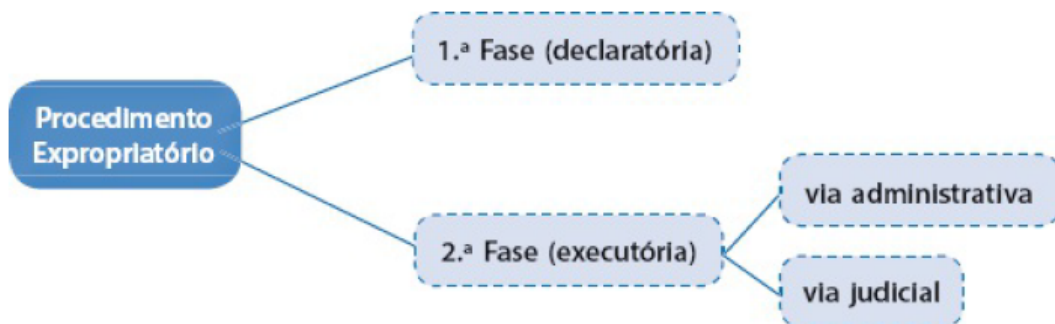 Procedimento
Expropriatório
1.ª Fase (declaratória)
2.ª Fase (executória)
via administrativa
via judicial